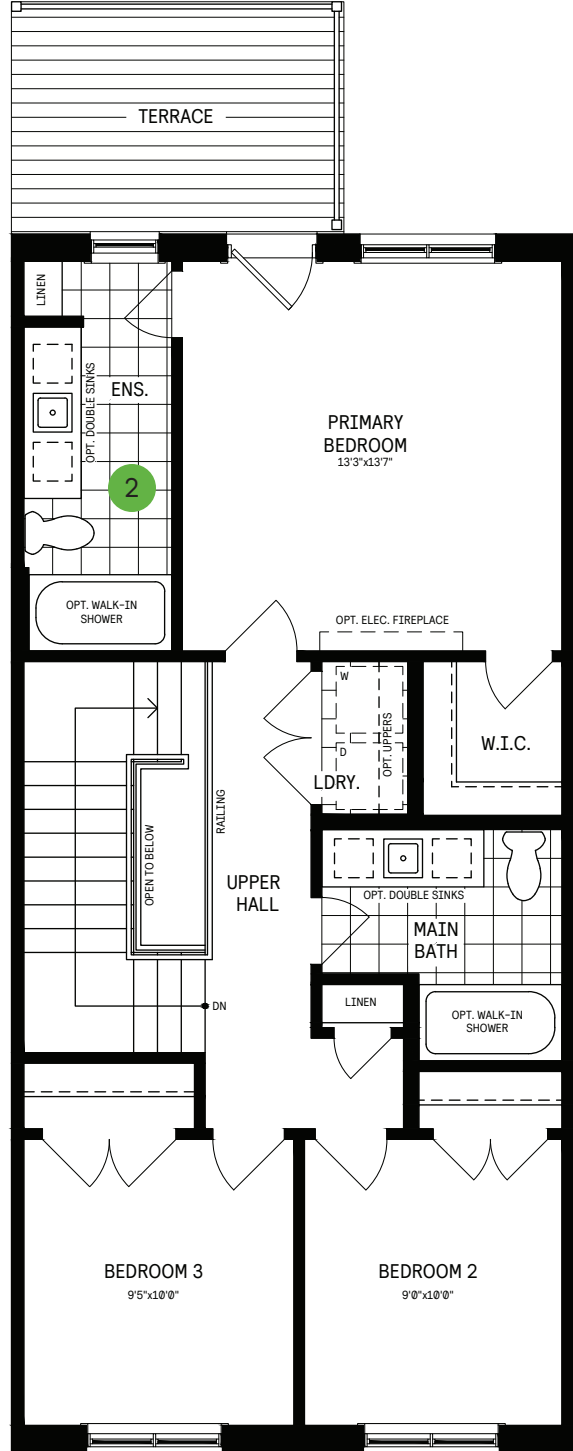 TERRACE
LINEN
OPT. DOUBLE SINKS
ENS.
2
PRIMARY
BEDROOM
13'3"x13'7"
OPT. WALK-IN
SHOWER
OPT. ELEC. FIREPLACE
W
D
OPT. UPPERS
LDRY.
W.I.C.
RAILING
OPEN TO BELOW
UPPER
HALL
OPT. DOUBLE SINKS
MAIN
BATH
DN
LINEN
OPT. WALK-IN
SHOWER
BEDROOM 3
9'5"x10'0"
BEDROOM 2
9'0"x10'0"